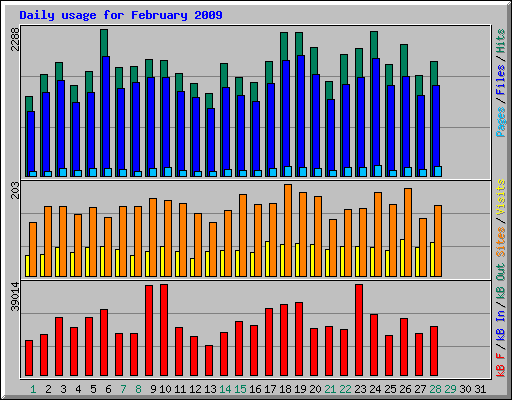 Daily usage for February 2009
2288
Pages / Files / Hits
203
Sites / Visits
39014
kB F / kB In / kB Out
1 2 3 4 5 6 7 8 9 10 11 12 13 14 15 16 17 18 19 20 21 22 23 24 25 26 27 28 29 30 31